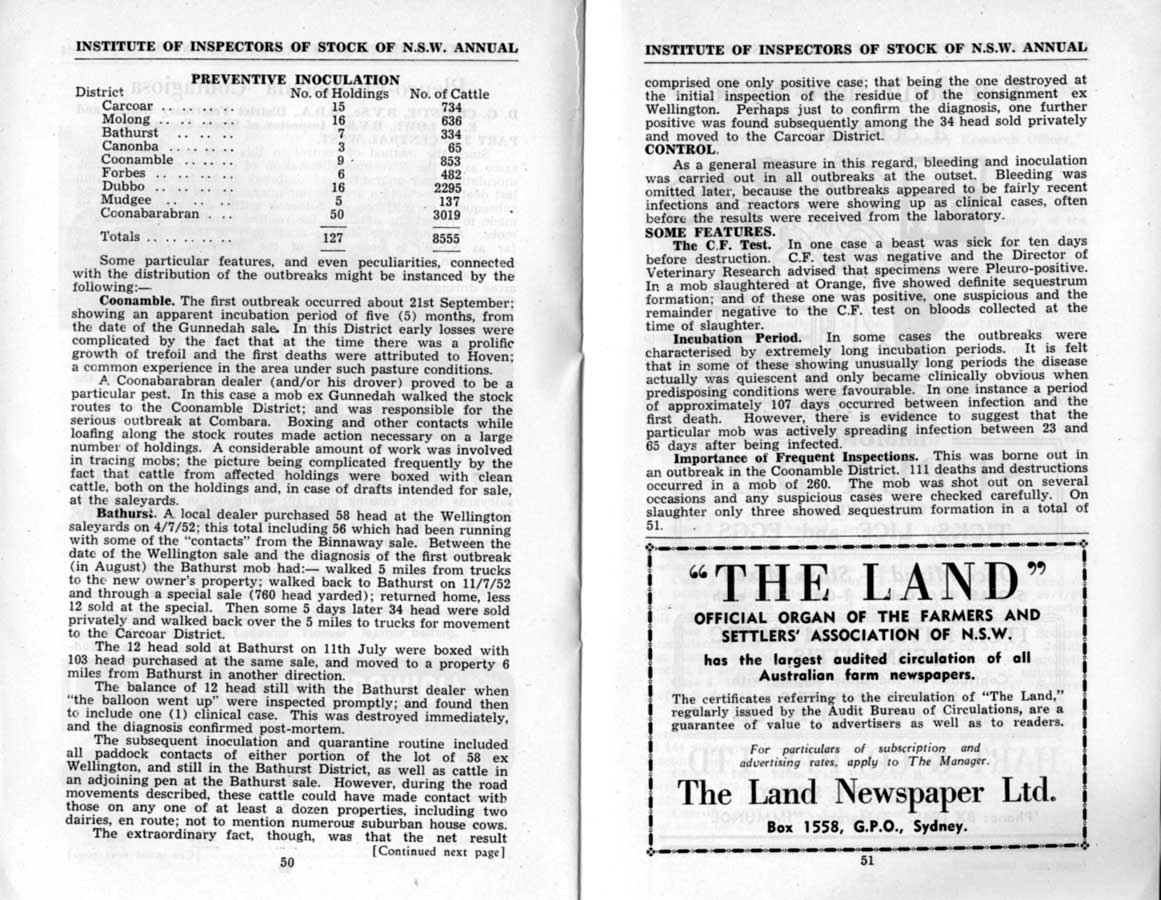 INSTITUTE OF INSPECTORS OF STOCK OF N.S.W. ANNUAL
PREVENTIVE INOCULATION
District No. of Holdings No. of Cattle
Carcoar .. .. .. .. 15 734
Molong .. .. .. .. 16 636
Bathurst .. .. .. 7 334
Canonba .. .. .. .. 3 65
Coonamble .. .. .. 9 853
Forbes .. .. .. .. 6 482
Dubbo .. .. .. .. 16 2295
Mudgee .. .. .. .. 5 137
Coonabarabran . .. 50 3019
Totals .. .. .. .. .. 127 8555
Some particular features, and even peculiarities, connected
with the distribution of the outbreaks might be instanced by the
following:—
Coonamble. The first outbreak occurred about 21st September;
showing an apparent incubation period of five (5) months, from
the date of the Gunnedah sale. In this District early losses were
complicated by the fact that at the time there was a prolific
growth of trefoil and the first deaths were attributed to Hoven;
a common experience in the area under such pasture conditions.
A Coonabarabran dealer (and/or his drover) proved to be a
particular pest. In this case a mob ex Gunnedah walked the stock
routes to the Coonamble District; and was responsible for the
serious outbreak at Combara. Boxing and other contacts while
loafing along the stock routes made action necessary on a large
number of holdings. A considerable amount of work was involved
in tracing mobs; the picture being complicated frequently by the
fact that cattle from affected holdings were boxed with clean
cattle, both on the holdings and, in case of drafts intended for sale,
at the saleyards.
Bathurst. A local dealer purchased 58 head at the Wellington
saleyards on 4/7/52; this total including 56 which had been running
with some of the "contacts" from the Binnaway sale. Between the
date of the Wellington sale and the diagnosis of the first outbreak
(in August) the Bathurst mob had:— walked 5 miles from trucks
to the new owner's property; walked back to Bathurst on 11/7/52
and through a special sale (760 head yarded); returned home, less
12 sold at the special. Then some 5 days later 34 head were sold
privately and walked back over the 5 miles to trucks for movement
to the Carcoar District.
The 12 head sold at Bathurst on 11th July were boxed with
103 head purchased at the same sale, and moved to a property 6
miles from Bathurst in another direction.
The balance of 12 head still with the Bathurst dealer when
"the balloon went up" were inspected promptly; and found then
to include one (1) clinical case. This was destroyed immediately,
and the diagnosis confirmed post-mortem.
The subsequent inoculation and quarantine routine included
all paddock contacts of either portion of the lot of 58 ex
Wellington, and still in the Bathurst District, as well as cattle in
an adjoining pen at the Bathurst sale. However, during the road
movements described, these cattle could have made contact with
those on any one of at least a dozen properties, including two
dairies, en route; not to mention numerous suburban house cows.
The extraordinary fact, though, was that the net result
[Continued next page]
50
INSTITUTE OF INSPECTORS OF STOCK OF N.S.W. ANNUAL
comprised one only positive case; that being the one destroyed at
the initial inspection of the residue of the consignment ex
Wellington. Perhaps just to confirm the diagnosis, one further
positive was found subsequently among the 34 head sold privately
and moved to the Carcoar District.
CONTROL.
As a general measure in this regard, bleeding and inoculation
was carried out in all outbreaks at the outset. Bleeding was
omitted later, because the outbreaks appeared to be fairly recent
infections and reactors were showing up as clinical cases, often
before the results were received from the laboratory.
SOME FEATURES.
The C.F. Test. In one case a beast was sick for ten days
before destruction. C.F. test was negative and the Director of
Veterinary Research advised that specimens were Pleuro-positive.
In a mob slaughtered at Orange, five showed definite sequestrum
formation; and of these one was positive, one suspicious and the
remainder negative to the C.F. test on bloods collected at the
time of slaughter.
Incubation Period. In some cases the outbreaks were
characterised by extremely long incubation periods. It is felt
that in some of these showing unusually long periods the disease
actually was quiescent and only became clinically obvious when
predisposing conditions were favourable. In one instance a period
of approximately 107 days occurred between infection and the
first death. However, there is evidence to suggest that the
particular mob was actively spreading infection between 23 and
65 days after being infected.
Importance of Frequent Inspections. This was borne out in
an outbreak in the Coonamble District. 111 deaths and destructions
occurred in a mob of 260. The mob was shot out on several
occasions and any suspicious cases were checked carefully. On
slaughter only three showed sequestrum formation in a total of
51.
"THE LAND"
OFFICIAL ORGAN OF THE FARMERS AND
SETTLERS' ASSOCIATION OF N.S.W.
has the largest audited circulation of all
Australian farm newspapers.
The certificates referring to the circulation of "The Land,"
regularly issued by the Audit Bureau of Circulations, are a
guarantee of value to advertisers as well as to readers.
For particulars of subscription and
advertising rates, apply to The Manager.
The Land Newspaper Ltd.
Box 1558, G.P.O., Sydney.
51